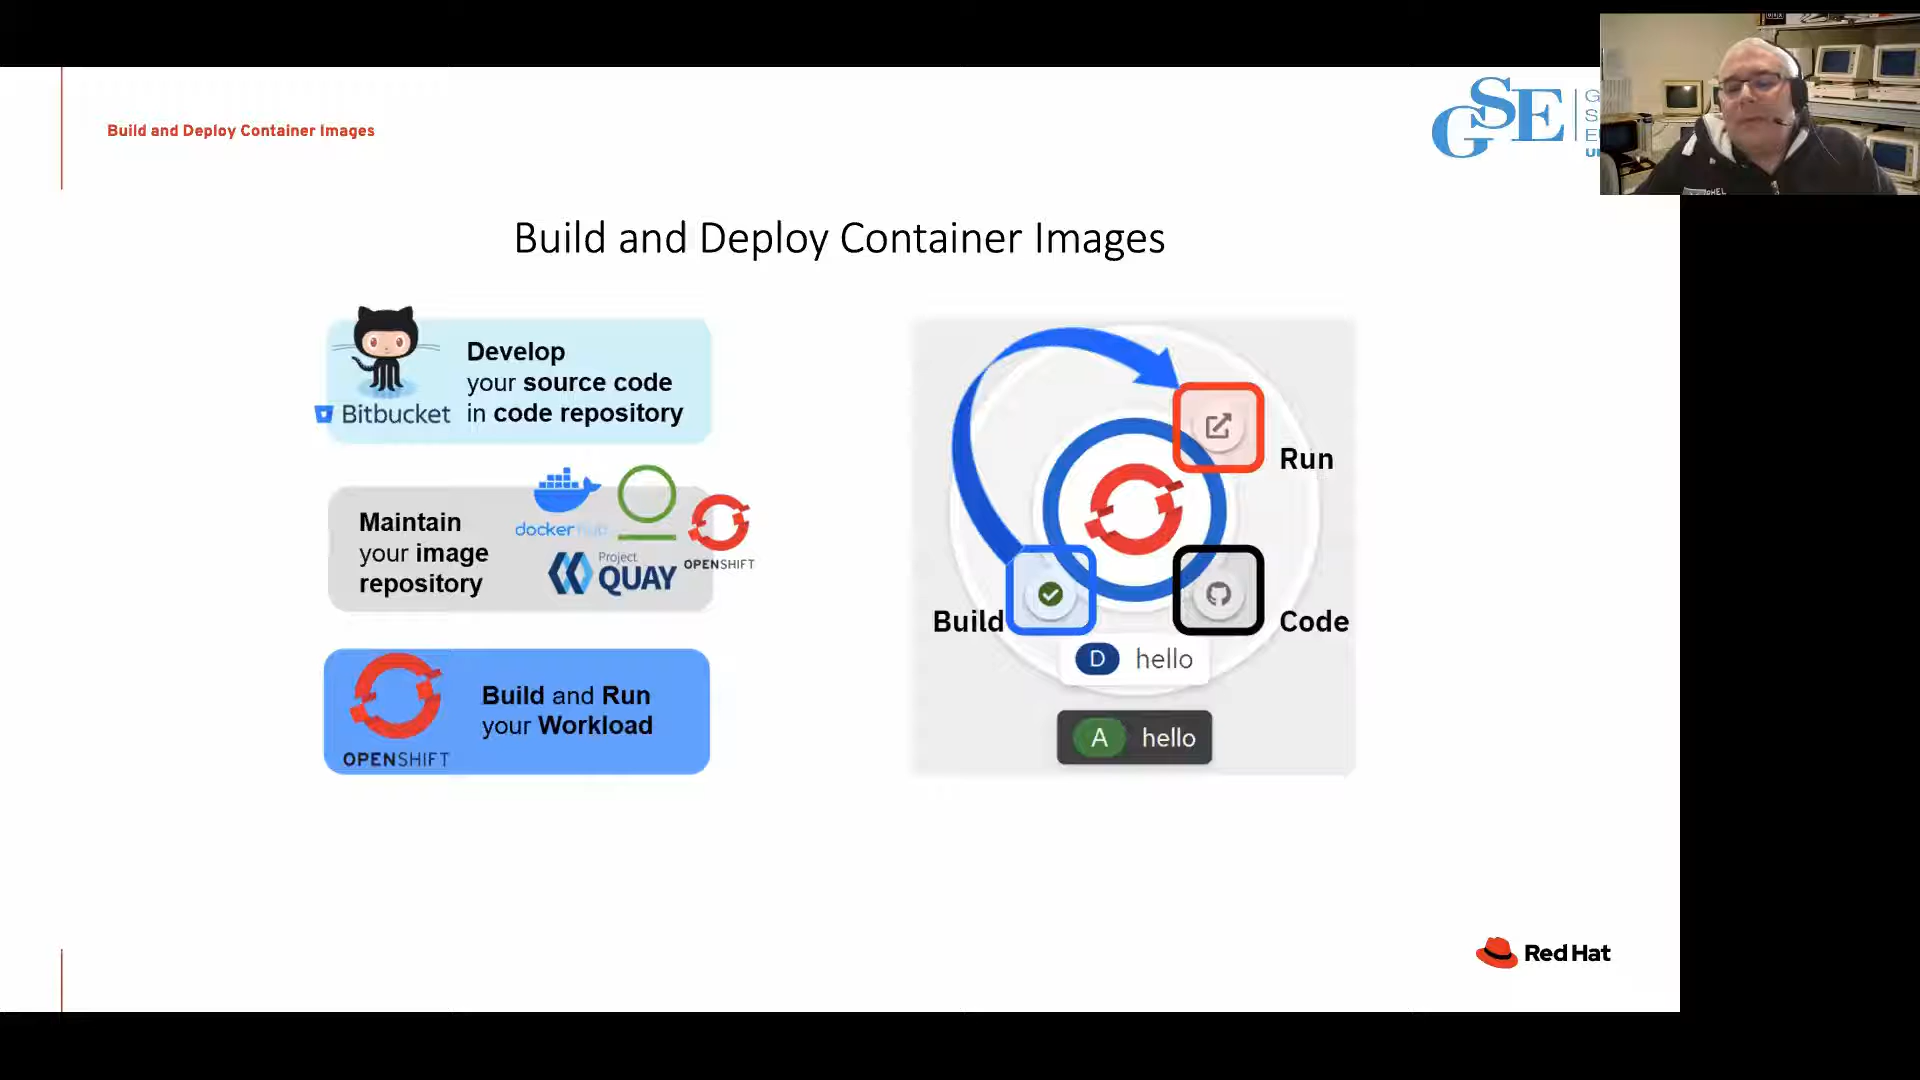 Build and Deploy Container Images
GSE
G
S
E
Build and Deploy Container Images
Develop
your source code
in code repository
Bitbucket
Maintain
your image
repository
docker hub
Project
QUAY
OPENSHIFT
Build and Run
your Workload
OPENSHIFT
Run
Build
Code
D hello
A hello
Red Hat